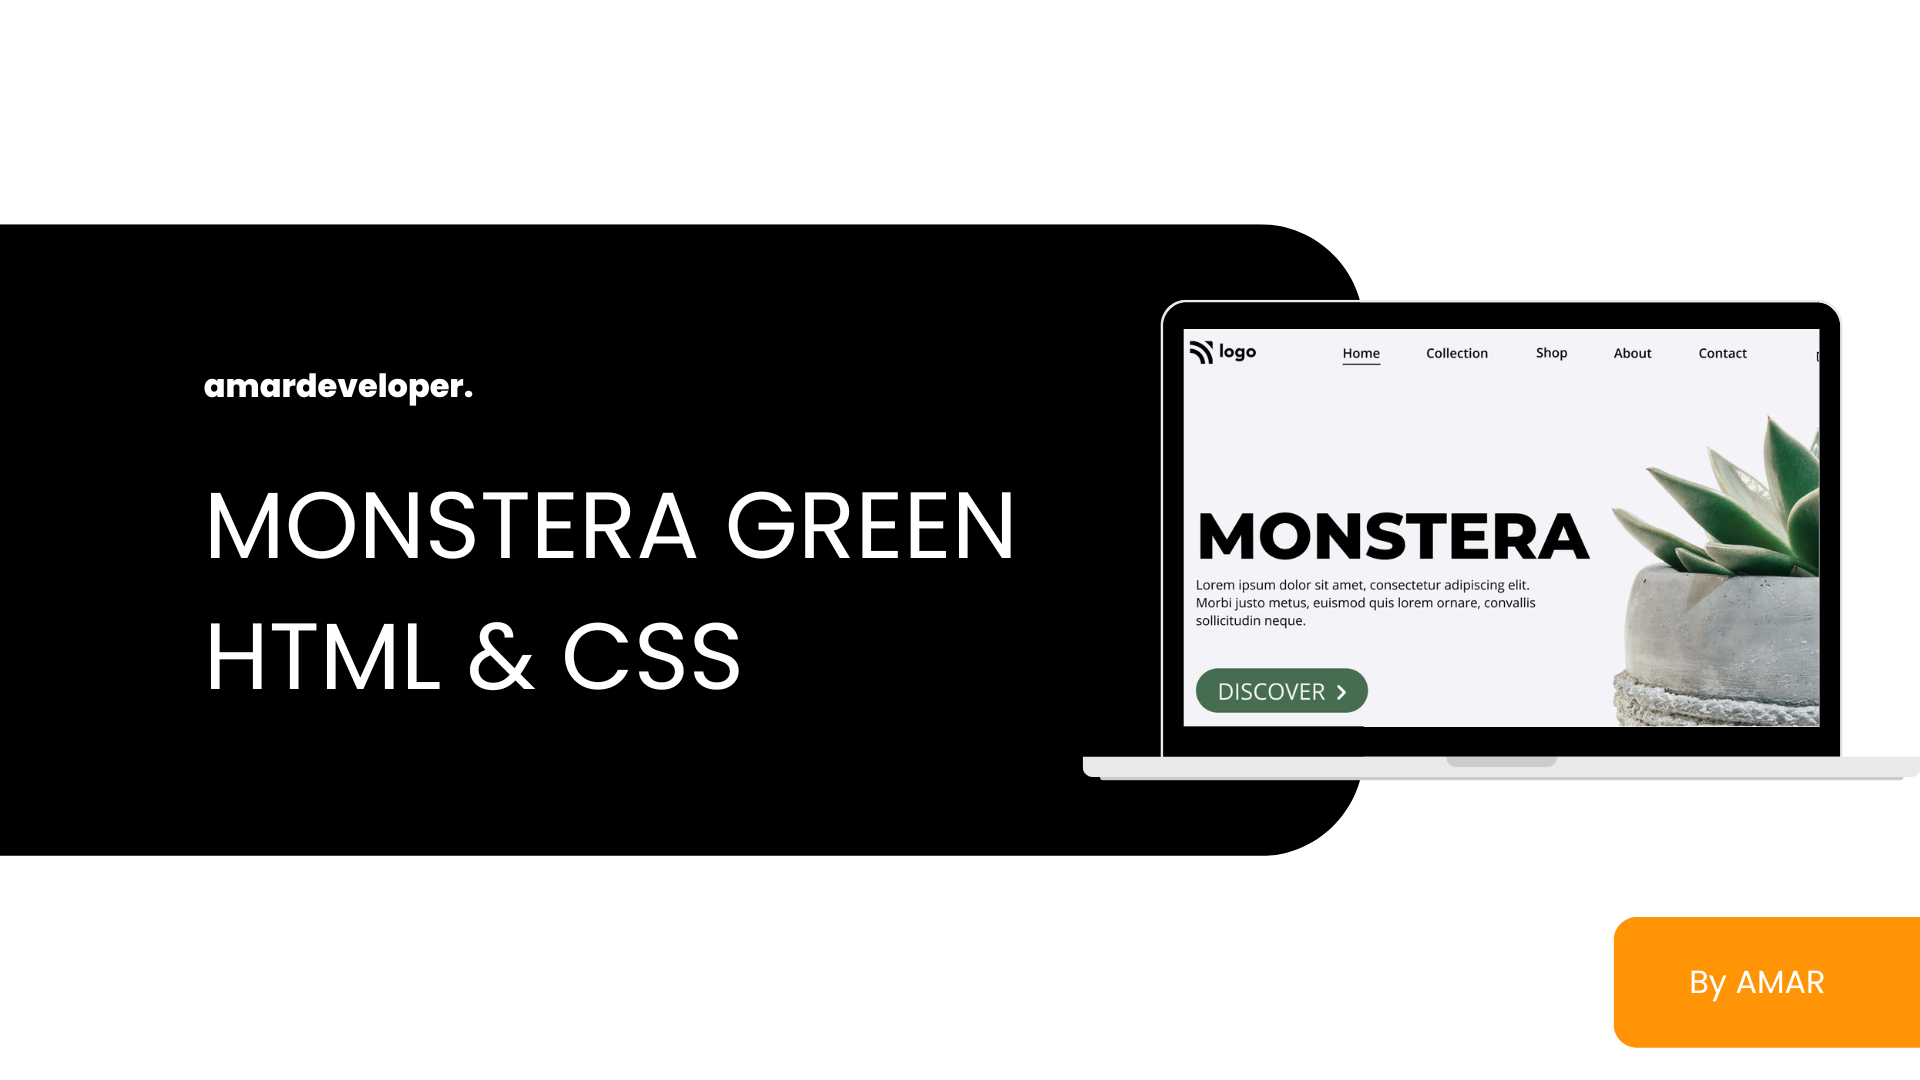 amardeveloper.
MONSTERA GREEN
HTML & CSS
logo
Home Collection Shop About Contact
MONSTERA
Lorem ipsum dolor sit amet, consectetur adipiscing elit.
Morbi justo metus, euismod quis lorem ornare, convallis
sollicitudin neque.
DISCOVER
By AMAR